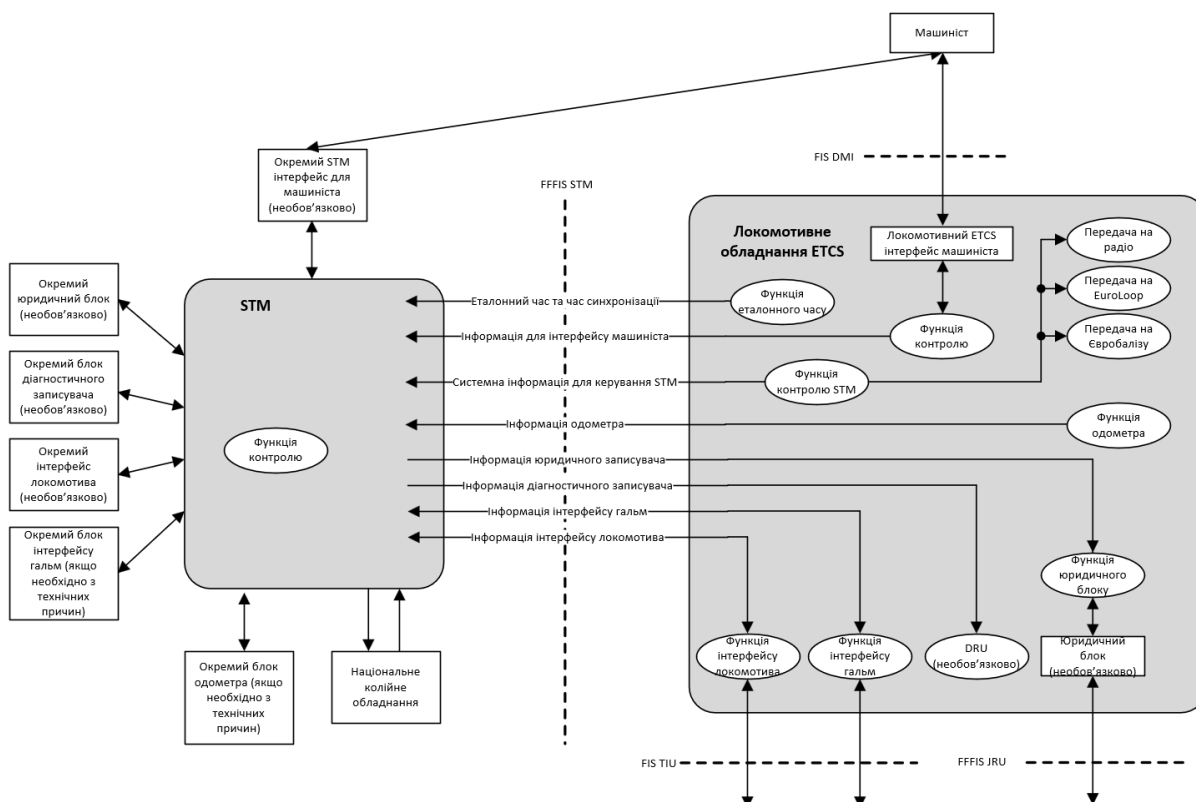 Машиніст
FIS DMI
Окремий STM
інтерфейс для
машиніста
(необов’язково)
FFFIS STM
Локомотивне
обладнання ETCS
Локомотивний ETCS
інтерфейс машиніста
Передача на
радіо
Передача на
EuroLoop
Передача на
Євробалізу
Окремий
юридичний блок
(необов’язково)
STM
Еталонний час та час синхронізації
Функція
еталонного часу
Інформація для інтерфейсу машиніста
Функція
контролю
Окремий блок
діагностичного
записувача
(необов’язково)
Системна інформація для керування STM
Функція
контролю STM
Інформація одометра
Функція
одометра
Функція
контролю
Окремий
інтерфейс
локомотива
(необов’язково)
Інформація юридичного записувача
Інформація діагностичного записувача
Інформація інтерфейсу гальм
Інформація інтерфейсу локомотива
Окремий блок
інтерфейсу
гальм (якщо
необхідно з
технічних
причин)
Функція
юридичного
блоку
Окремий блок
одометра (якщо
необхідно з
технічних
причин)
Національне
колійне
обладнання
Функція
інтерфейсу
локомотива
Функція
інтерфейсу
гальм
DRU
(необов’язково)
Юридичний
блок
(необов’язково)
FIS TIU
FFFIS JRU